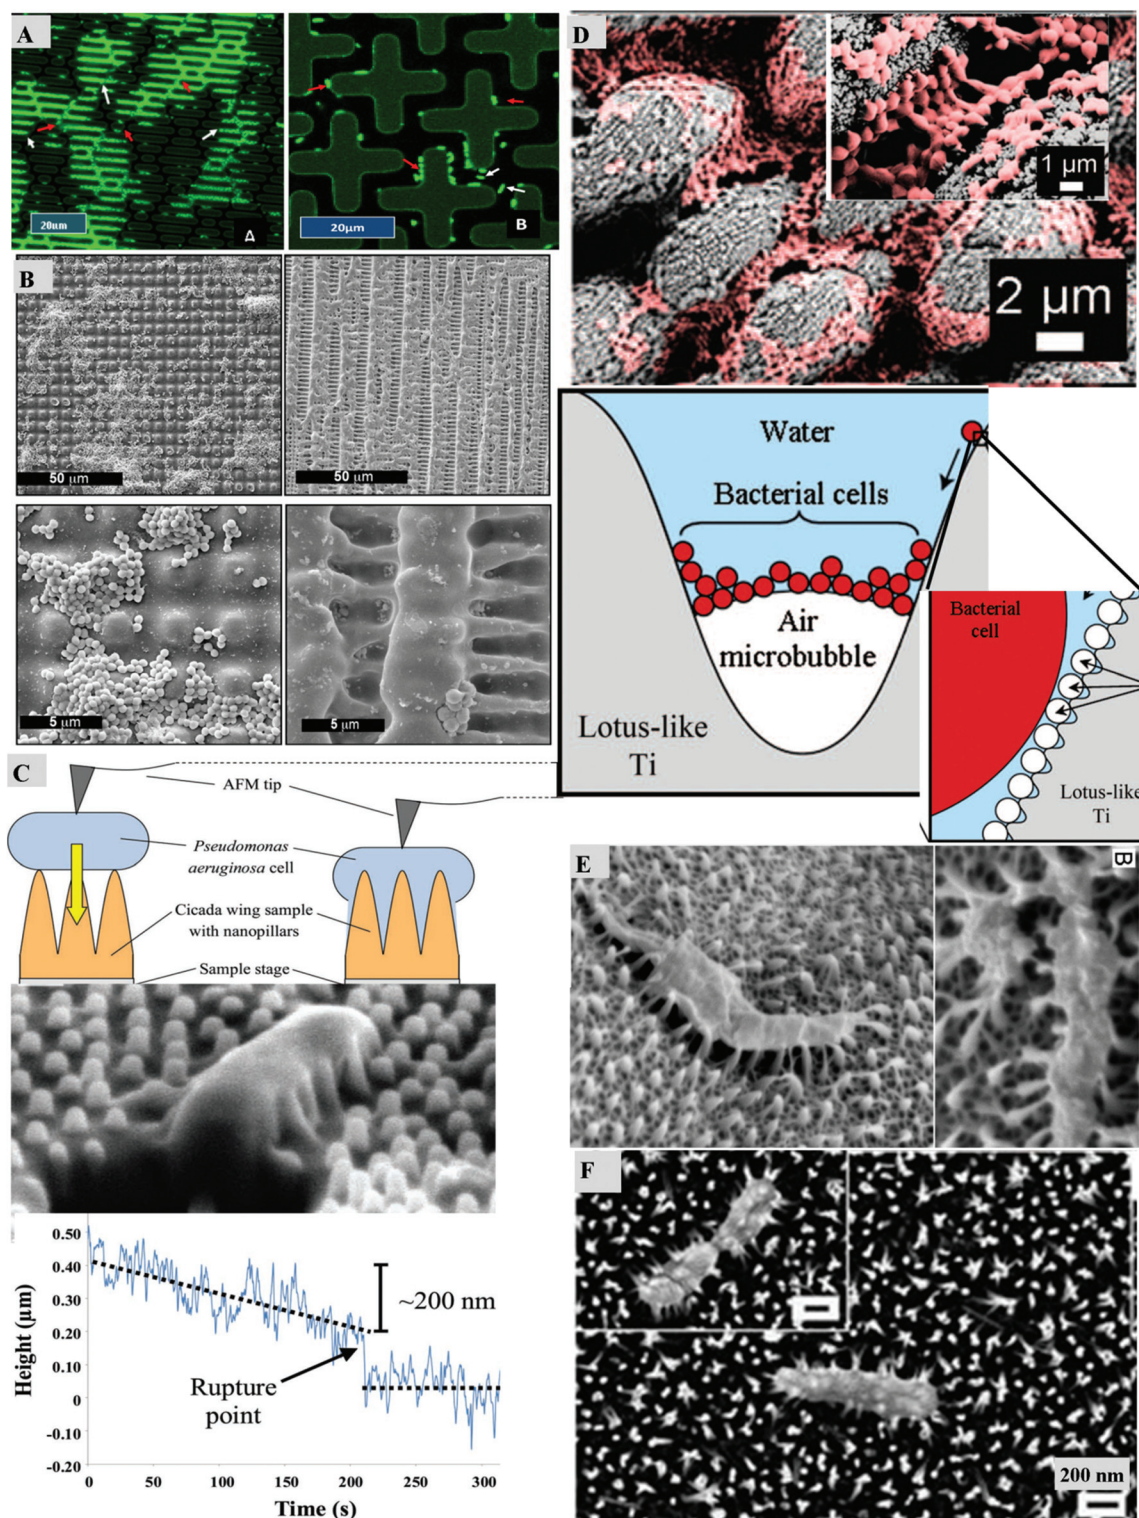 A
20μm
A
20μm
B
B
50 μm
50 μm
5 μm
5 μm
C
AFM tip
Pseudomonas
aeruginosa cell
Cicada wing sample
with nanopillars
Sample stage
0.50
0.40
0.30
0.20
0.10
0
-0.10
-0.20
Height (μm)
~200 nm
Rupture
point
0
50
100
150
200
250
300
Time (s)
D
1 μm
2 μm
Water
Bacterial cells
Air
microbubble
Lotus-like
Ti
Bacterial
cell
Lotus-like
Ti
E
B
F
200 nm